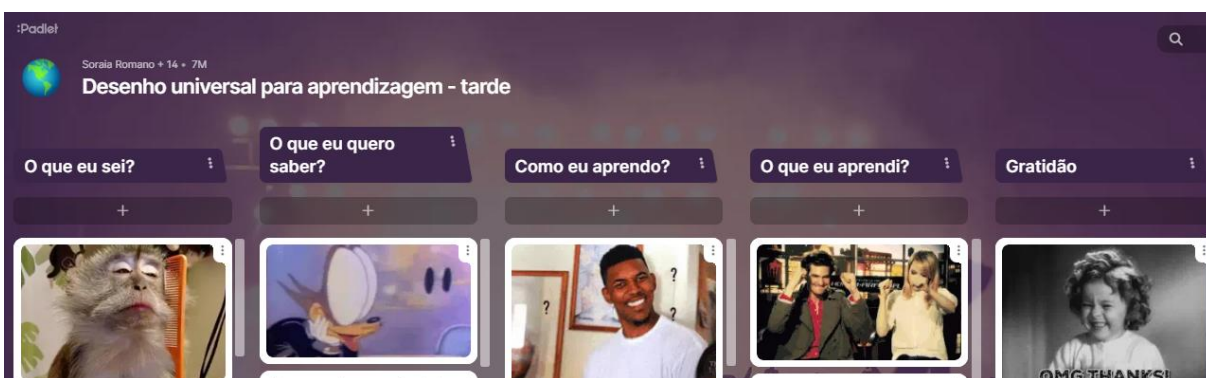 :Padlet
Soraia Romano + 14 • 7M
Desenho universal para aprendizagem - tarde
O que eu sei?
O que eu quero
saber?
Como eu aprendo?
O que eu aprendi?
Gratidão
+
+
+
+
+
?
?
?
OMG THANKS!